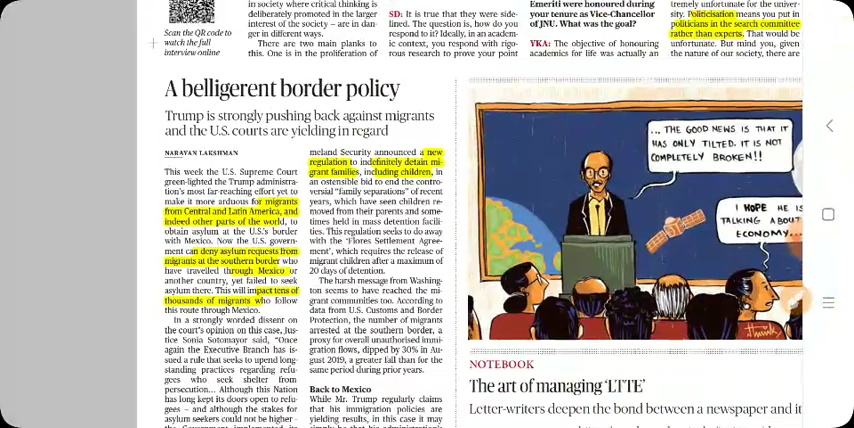 Scan the QR code to
watch the full
interview online
in society where critical thinking is
deliberately promoted in the larger
interest of the society – are in dan-
ger in different ways.
There are two main planks to
this. One is in the proliferation of
SD: It is true that they were side-
lined. The question is, how do you
respond to it? Ideally, in an academ-
ic context, you respond with rigo-
rous research to prove your point
Emeriti were honoured during
your tenure as Vice-Chancellor
of JNU. What was the goal?
YKA: The objective of honouring
academics for life was actually an
tremely unfortunate for the univer-
sity. Politicisation means you put in
politicians in the search committee
rather than experts. That would be
unfortunate. But mind you, given
the nature of our society, there are
A belligerent border policy
Trump is strongly pushing back against migrants
and the U.S. courts are yielding in regard
NARAYAN LAKSHMAN
This week the U.S. Supreme Court
green-lighted the Trump administra-
tion's most far reaching effort yet to
make it more arduous for migrants
from Central and Latin America, and
indeed other parts of the world, to
obtain asylum at the U.S.'s border
with Mexico. Now the U.S. govern-
ment can deny asylum requests from
migrants at the southern border who
have travelled through Mexico or
another country, yet failed to seek
asylum there. This will impact tens of
thousands of migrants who follow
this route through Mexico.
In a strongly worded dissent on
the court's opinion on this case, Jus-
tice Sonia Sotomayor said, "Once
again the Executive Branch has is-
sued a rule that seeks to upend long-
standing practices regarding refu-
gees who seek shelter from
persecution... Although this Nation
has long kept its doors open to refu-
gees – and although the stakes for
asylum seekers could not be higher –
meland Security announced a new
regulation to indefinitely detain mi-
grant families, including children, in
an ostensible bid to end the contro-
versial "family separations" of recent
years, which have seen children re-
moved from their parents and some-
times held in mass detention facili-
ties. This regulation seeks to do away
with the 'Flores Settlement Agree-
ment', which requires the release of
migrant children after a maximum of
20 days of detention.
The harsh message from Washing-
ton seems to have reached the mi-
grant communities too. According to
data from U.S. Customs and Border
Protection, the number of migrants
arrested at the southern border, a
proxy for overall unauthorised immi-
gration flows, dipped by 30% in Au-
gust 2019, a greater fall than for the
same period during prior years.
Back to Mexico
While Mr. Trump regularly claims
that his immigration policies are
yielding results, in this case it may
... THE GOOD NEWS IS THAT IT
HAS ONLY TILTED. IT IS NOT
COMPLETELY BROKEN!!
I HOPE HE IS
TALKING ABOUT
ECONOMY...
NOTEBOOK
The art of managing 'LTTE'
Letter-writers deepen the bond between a newspaper and it